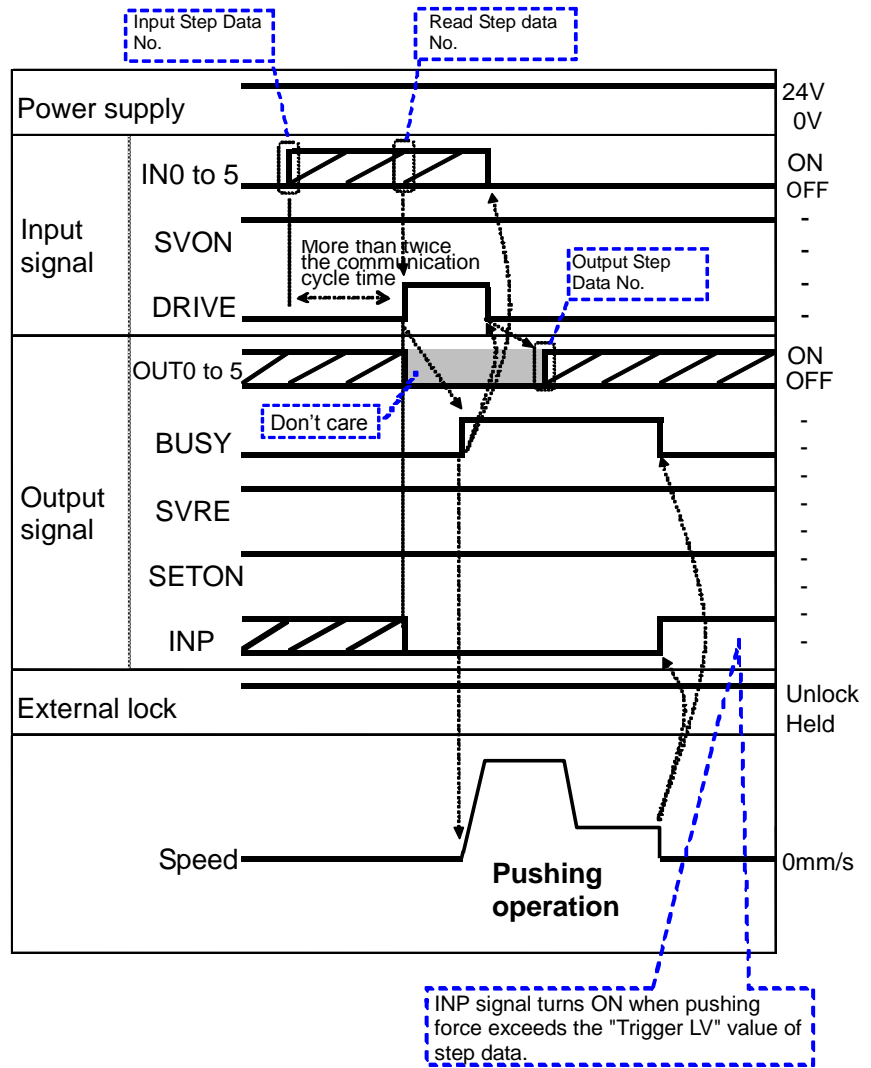 Input Step Data
No.
Read Step data
No.
Power supply
24V
0V
Input
signal
IN0 to 5
ON
OFF
SVON
-
-
More than twice
the communication
cycle time
Output Step
Data No.
DRIVE
-
-
Output
signal
OUT0 to 5
ON
OFF
Don't care
BUSY
-
-
SVRE
-
-
SETON
-
-
INP
-
-
External lock
Unlock
Held
Speed
0mm/s
Pushing
operation
INP signal turns ON when pushing
force exceeds the "Trigger LV" value of
step data.